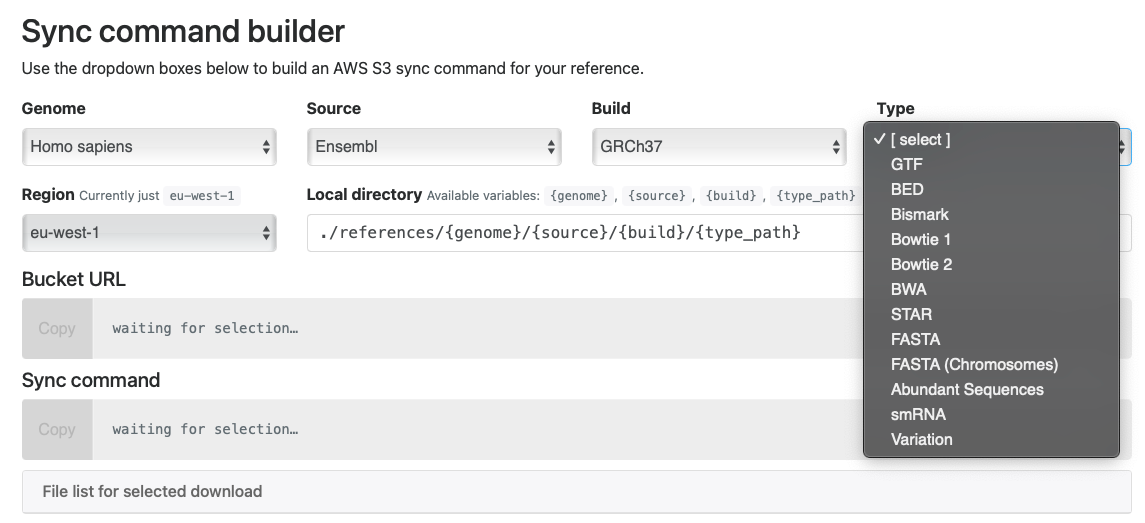 Sync command builder
Use the dropdown boxes below to build an AWS S3 sync command for your reference.
Genome Source Build Type
Homo sapiens Ensembl GRCh37
Region Currently just eu-west-1 Local directory Available variables: {genome} , {source} , {build} , {type_path}
eu-west-1 ./references/{genome}/{source}/{build}/{type_path}
✓ [ select ]
GTF
BED
Bismark
Bowtie 1
Bowtie 2
BWA
STAR
FASTA
FASTA (Chromosomes)
Abundant Sequences
smRNA
Variation
Bucket URL
Copy waiting for selection…
Sync command
Copy waiting for selection…
File list for selected download